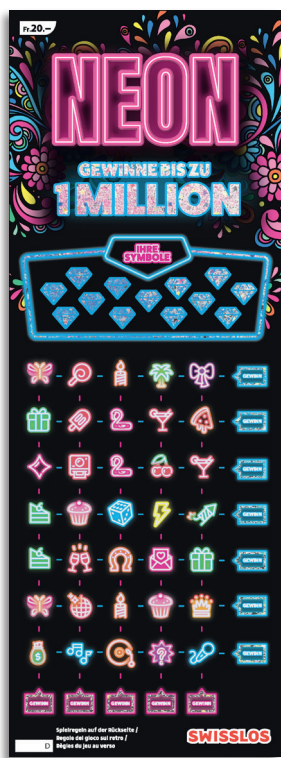 Fr. 20.–
NEON
GEWINNE BIS ZU
1 MILLION
IHRE
SYMBOLE
GEWINN
GEWINN
GEWINN
GEWINN
GEWINN
GEWINN
GEWINN
GEWINN GEWINN GEWINN GEWINN GEWINN
Spielregeln auf der Rückseite /
Regole del gioco sul retro /
Règles du jeu au verso
D
SWISSLOS